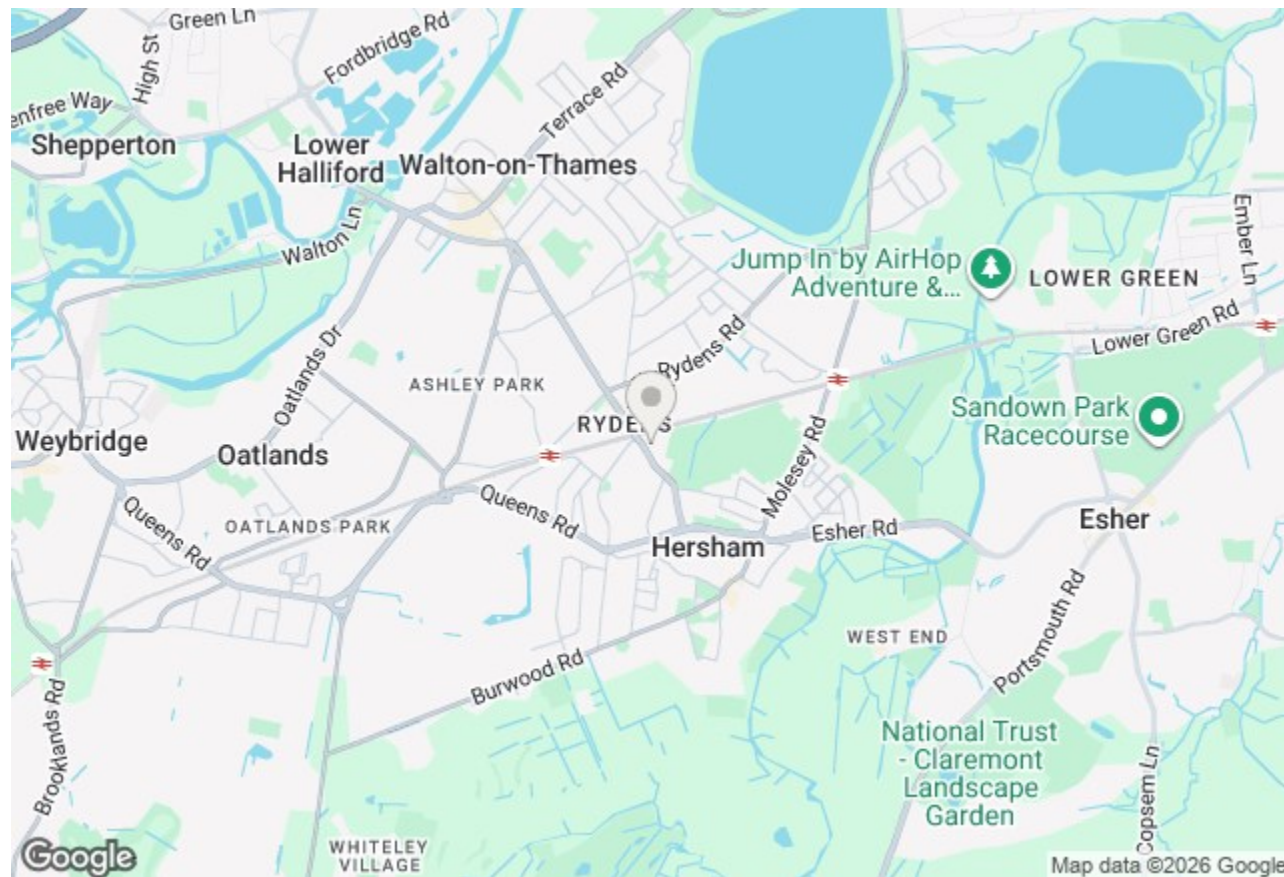 Green Ln
Fordbridge Rd
High St
enfree Way
Shepperton
Lower
Halliford
Terrace Rd
Walton-on-Thames
Walton Ln
Ember Ln
Jump In by AirHop
Adventure &...
LOWER GREEN
Lower Green Rd
Oatlands Dr
Rydens Rd
ASHLEY PARK
RYDENS
Sandown Park
Racecourse
Weybridge
Oatlands
Molesey Rd
Queens Rd
Queens Rd
OATLANDS PARK
Esher Rd
Esher
Hersham
Portsmouth Rd
WEST END
Burwood Rd
Brooklands Rd
National Trust
- Claremont
Landscape
Garden
Copsem Ln
WHITELEY
VILLAGE
Google
Map data ©2026 Google